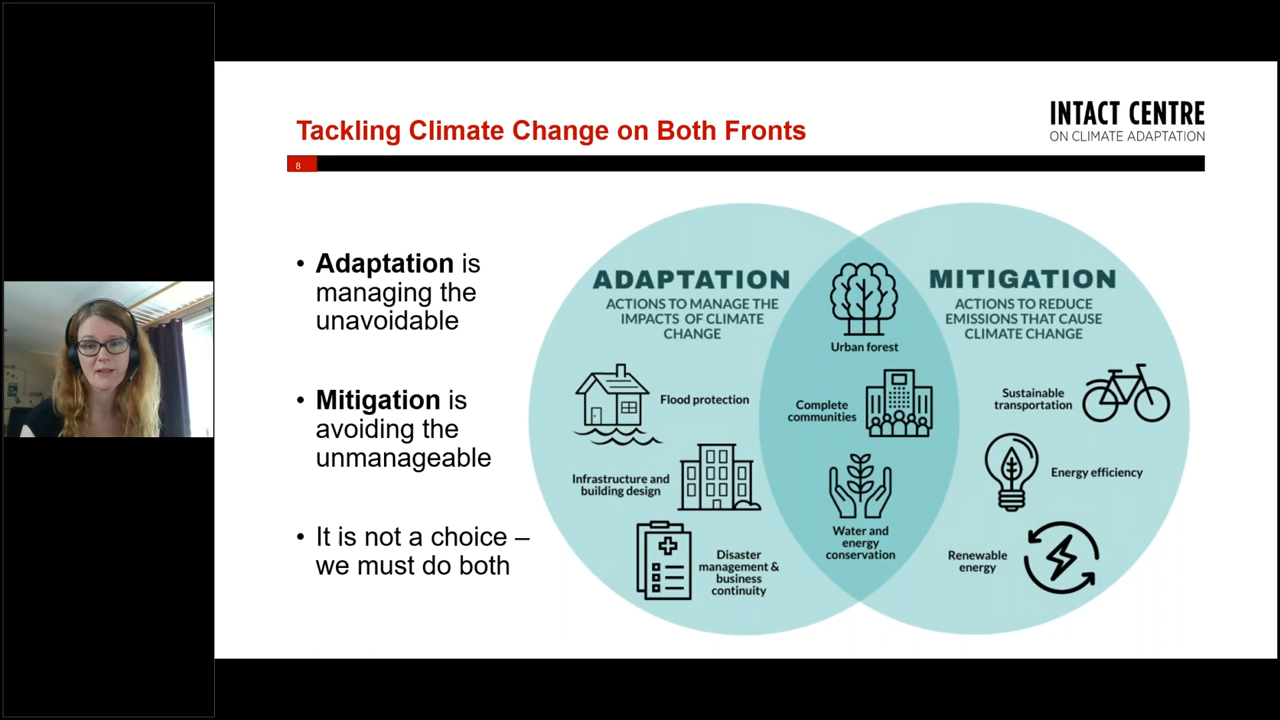 Tackling Climate Change on Both Fronts
INTACT CENTRE
ON CLIMATE ADAPTATION
8
• Adaptation is
managing the
unavoidable
• Mitigation is
avoiding the
unmanageable
• It is not a choice –
we must do both
ADAPTATION
ACTIONS TO MANAGE THE
IMPACTS OF CLIMATE
CHANGE
Flood protection
Infrastructure and
building design
Disaster
management &
business
continuity
Urban forest
Complete
communities
Water and
energy
conservation
MITIGATION
ACTIONS TO REDUCE
EMISSIONS THAT CAUSE
CLIMATE CHANGE
Sustainable
transportation
Energy efficiency
Renewable
energy